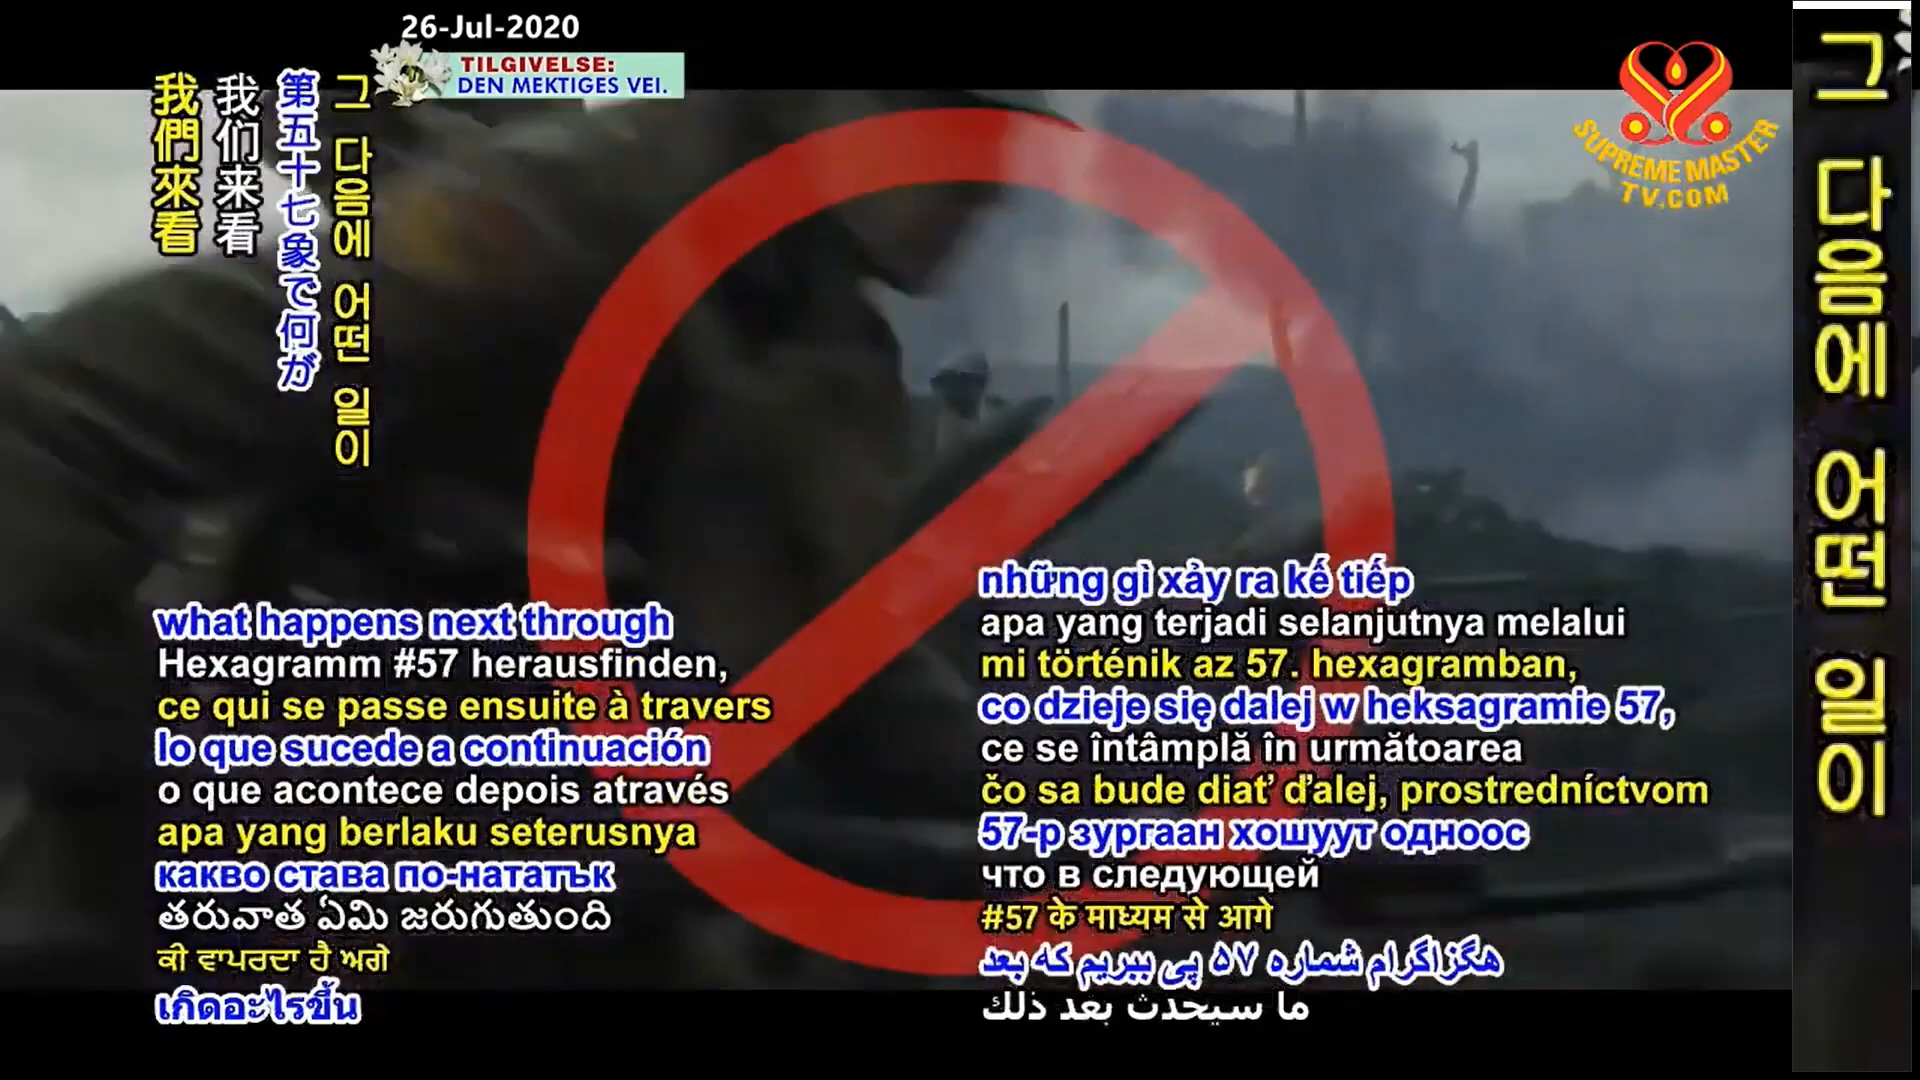 26-Jul-2020
TILGIVELSE:
DEN MEKTIGES VEI.
SUPREME MASTER
TV.COM
그 다음에 어떤 일이
第五十七象で何が
我们来看
我們來看
what happens next through
Hexagramm #57 herausfinden,
ce qui se passe ensuite à travers
lo que sucede a continuación
o que acontece depois através
apa yang berlaku seterusnya
какво става по-нататък
తరువాత ఏమి జరుగుతుంది
ਕੀ ਵਾਪਰਦਾ ਹੈ ਅਗੇ
เกิดอะไรขึ้น
những gì xảy ra kế tiếp
apa yang terjadi selanjutnya melalui
mi történik az 57. hexagramban,
co dzieje się dalej w heksagramie 57,
ce se întâmplă în următoarea
čo sa bude diať ďalej, prostredníctvom
57-р зургаан хошуут одноос
что в следующей
#57 के माध्यम से आगे
هگزاگرام شماره ۵۷ پی ببریم که بعد
ما سيحدث بعد ذلك
그 다음에 어떤 일이